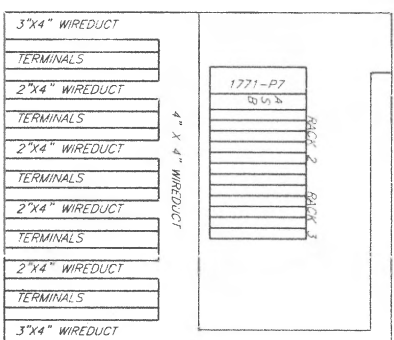 3"X4" WIREDUCT
TERMINALS
2"X4" WIREDUCT
TERMINALS
2"X4" WIREDUCT
TERMINALS
2"X4" WIREDUCT
TERMINALS
2"X4" WIREDUCT
TERMINALS
3"X4" WIREDUCT
4" X 4" WIREDUCT
1771-P7
ASB
RACK 2
RACK 3